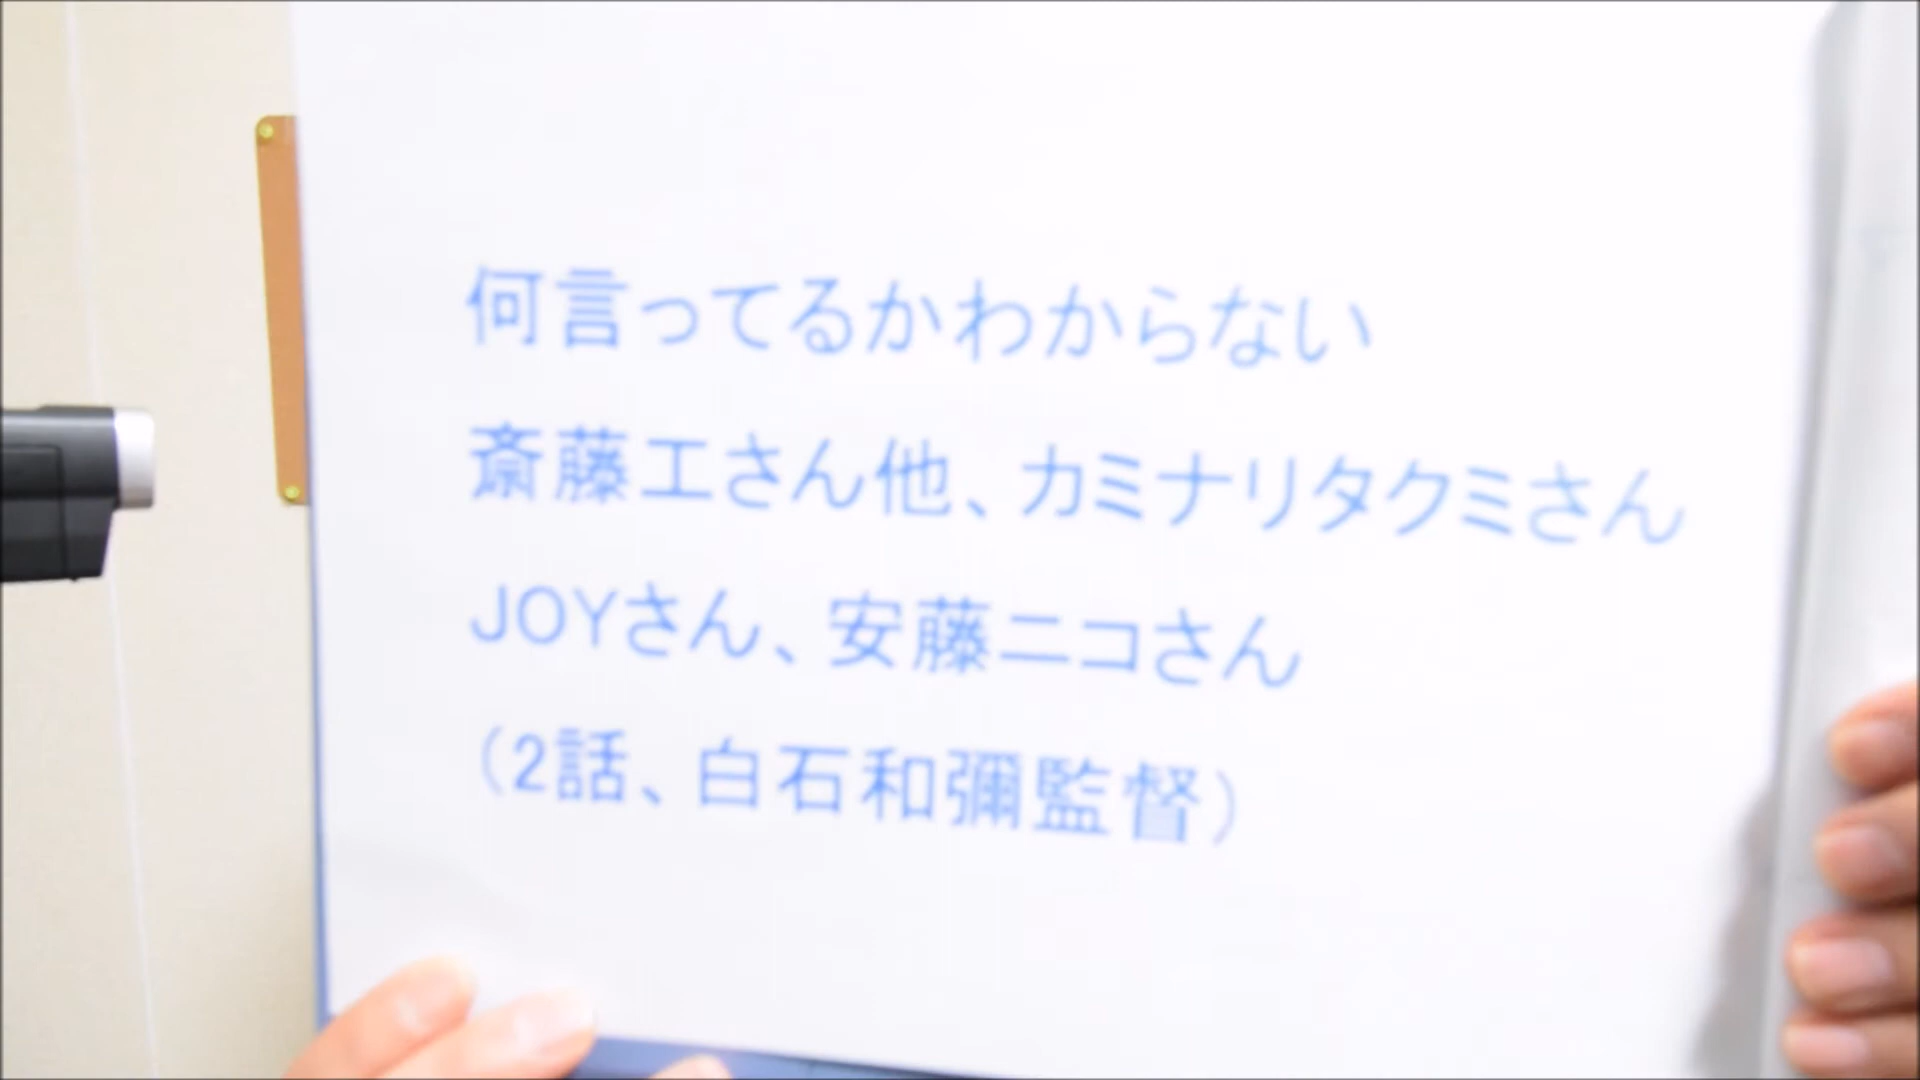 何言ってるかわからない
斎藤工さん他、カミナリタクミさん
JOYさん、安藤ニコさん
（2話、白石和彌監督）